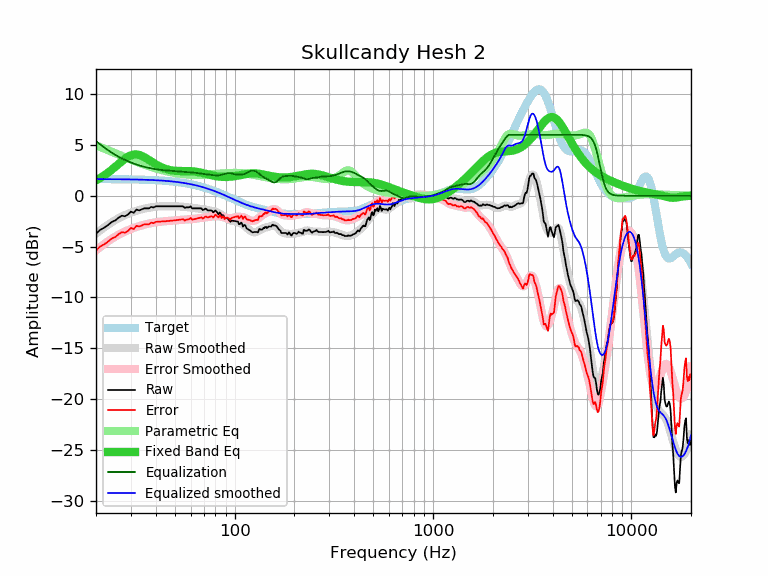 Skullcandy Hesh 2
Amplitude (dBr)
10
5
0
−5
−10
−15
−20
−25
−30
Target
Raw Smoothed
Error Smoothed
Raw
Error
Parametric Eq
Fixed Band Eq
Equalization
Equalized smoothed
100
1000
10000
Frequency (Hz)